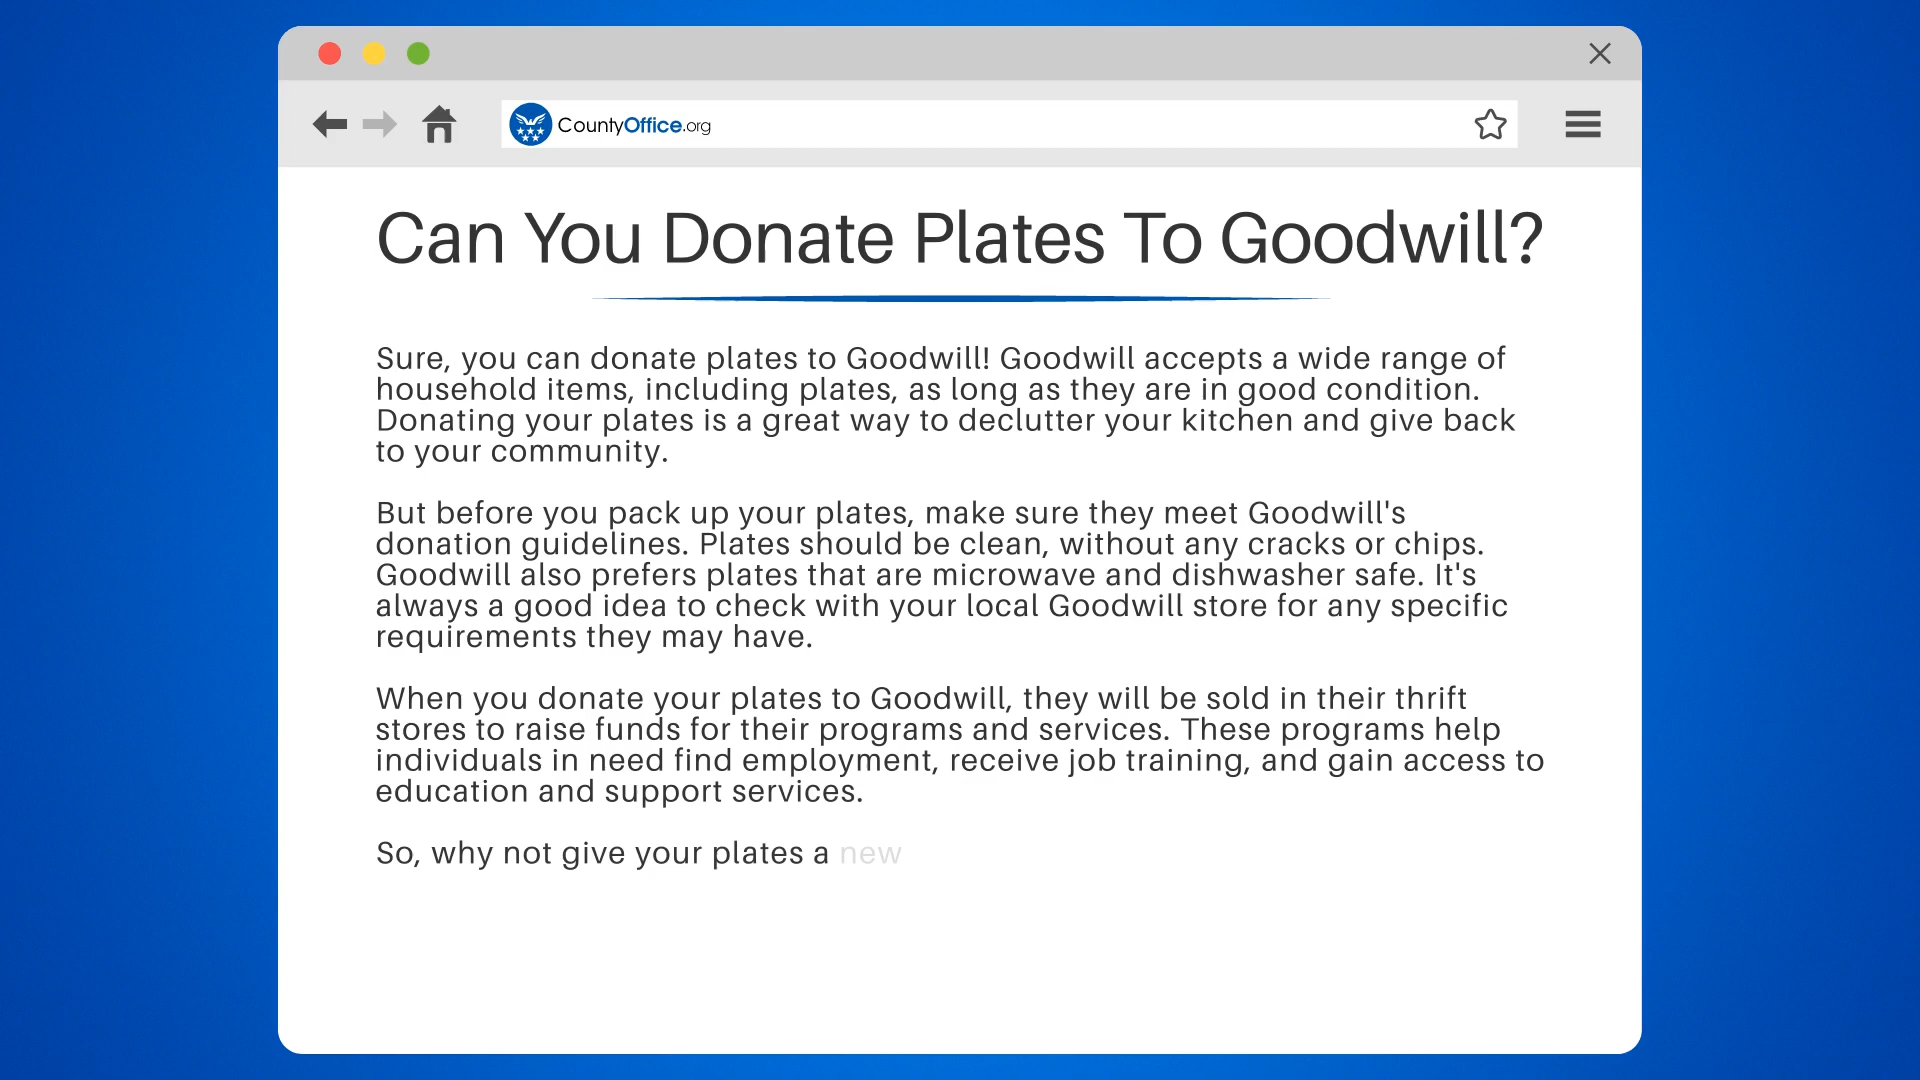 CountyOffice.org
Can You Donate Plates To Goodwill?
Sure, you can donate plates to Goodwill! Goodwill accepts a wide range of
household items, including plates, as long as they are in good condition.
Donating your plates is a great way to declutter your kitchen and give back
to your community.
But before you pack up your plates, make sure they meet Goodwill's
donation guidelines. Plates should be clean, without any cracks or chips.
Goodwill also prefers plates that are microwave and dishwasher safe. It's
always a good idea to check with your local Goodwill store for any specific
requirements they may have.
When you donate your plates to Goodwill, they will be sold in their thrift
stores to raise funds for their programs and services. These programs help
individuals in need find employment, receive job training, and gain access to
education and support services.
So, why not give your plates a new